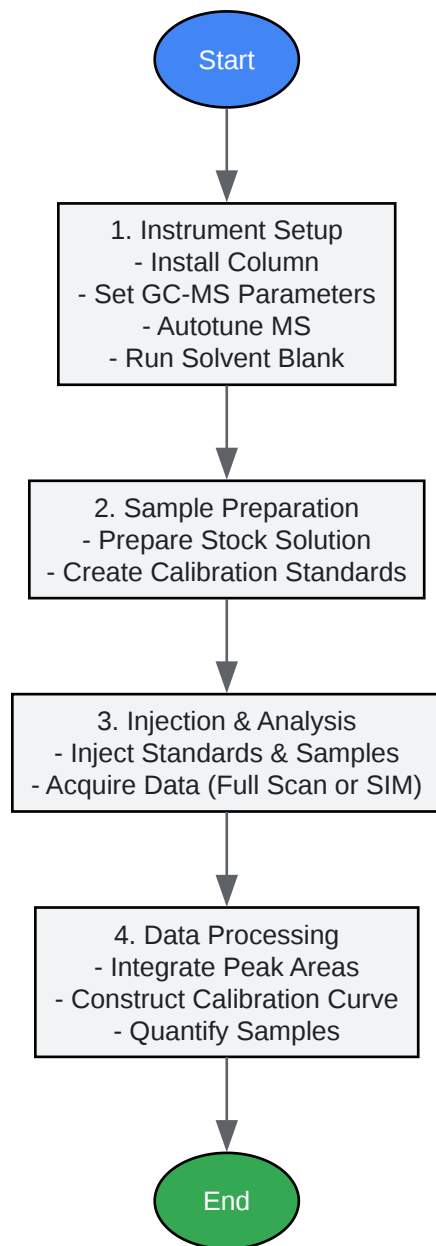 Start
1. Instrument Setup
- Install Column
- Set GC-MS Parameters
- Autotune MS
- Run Solvent Blank
2. Sample Preparation
- Prepare Stock Solution
- Create Calibration Standards
3. Injection & Analysis
- Inject Standards & Samples
- Acquire Data (Full Scan or SIM)
4. Data Processing
- Integrate Peak Areas
- Construct Calibration Curve
- Quantify Samples
End